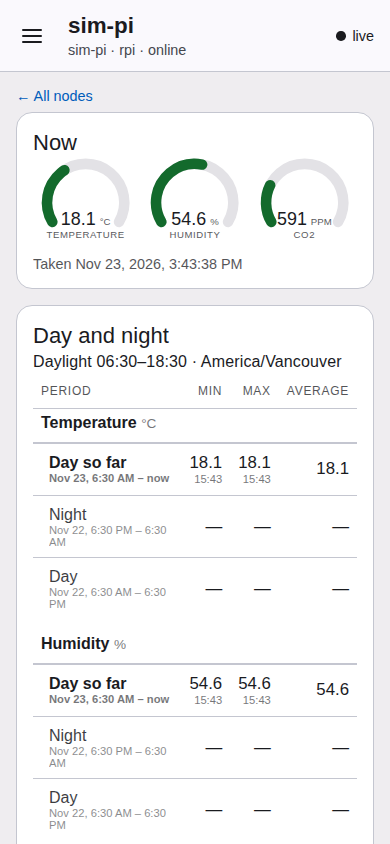 sim-pi
sim-pi · rpi · online
live
← All nodes
Now
18.1 °C
TEMPERATURE
54.6 %
HUMIDITY
591 PPM
CO2
Taken Nov 23, 2026, 3:43:38 PM
Day and night
Daylight 06:30–18:30 · America/Vancouver
PERIOD MIN MAX AVERAGE
Temperature °C
Day so far 18.1 18.1 18.1
Nov 23, 6:30 AM – now 15:43 15:43
Night — — —
Nov 22, 6:30 PM – 6:30
AM
Day — — —
Nov 22, 6:30 AM – 6:30
PM
Humidity %
Day so far 54.6 54.6 54.6
Nov 23, 6:30 AM – now 15:43 15:43
Night — — —
Nov 22, 6:30 PM – 6:30
AM
Day — — —
Nov 22, 6:30 AM – 6:30
PM